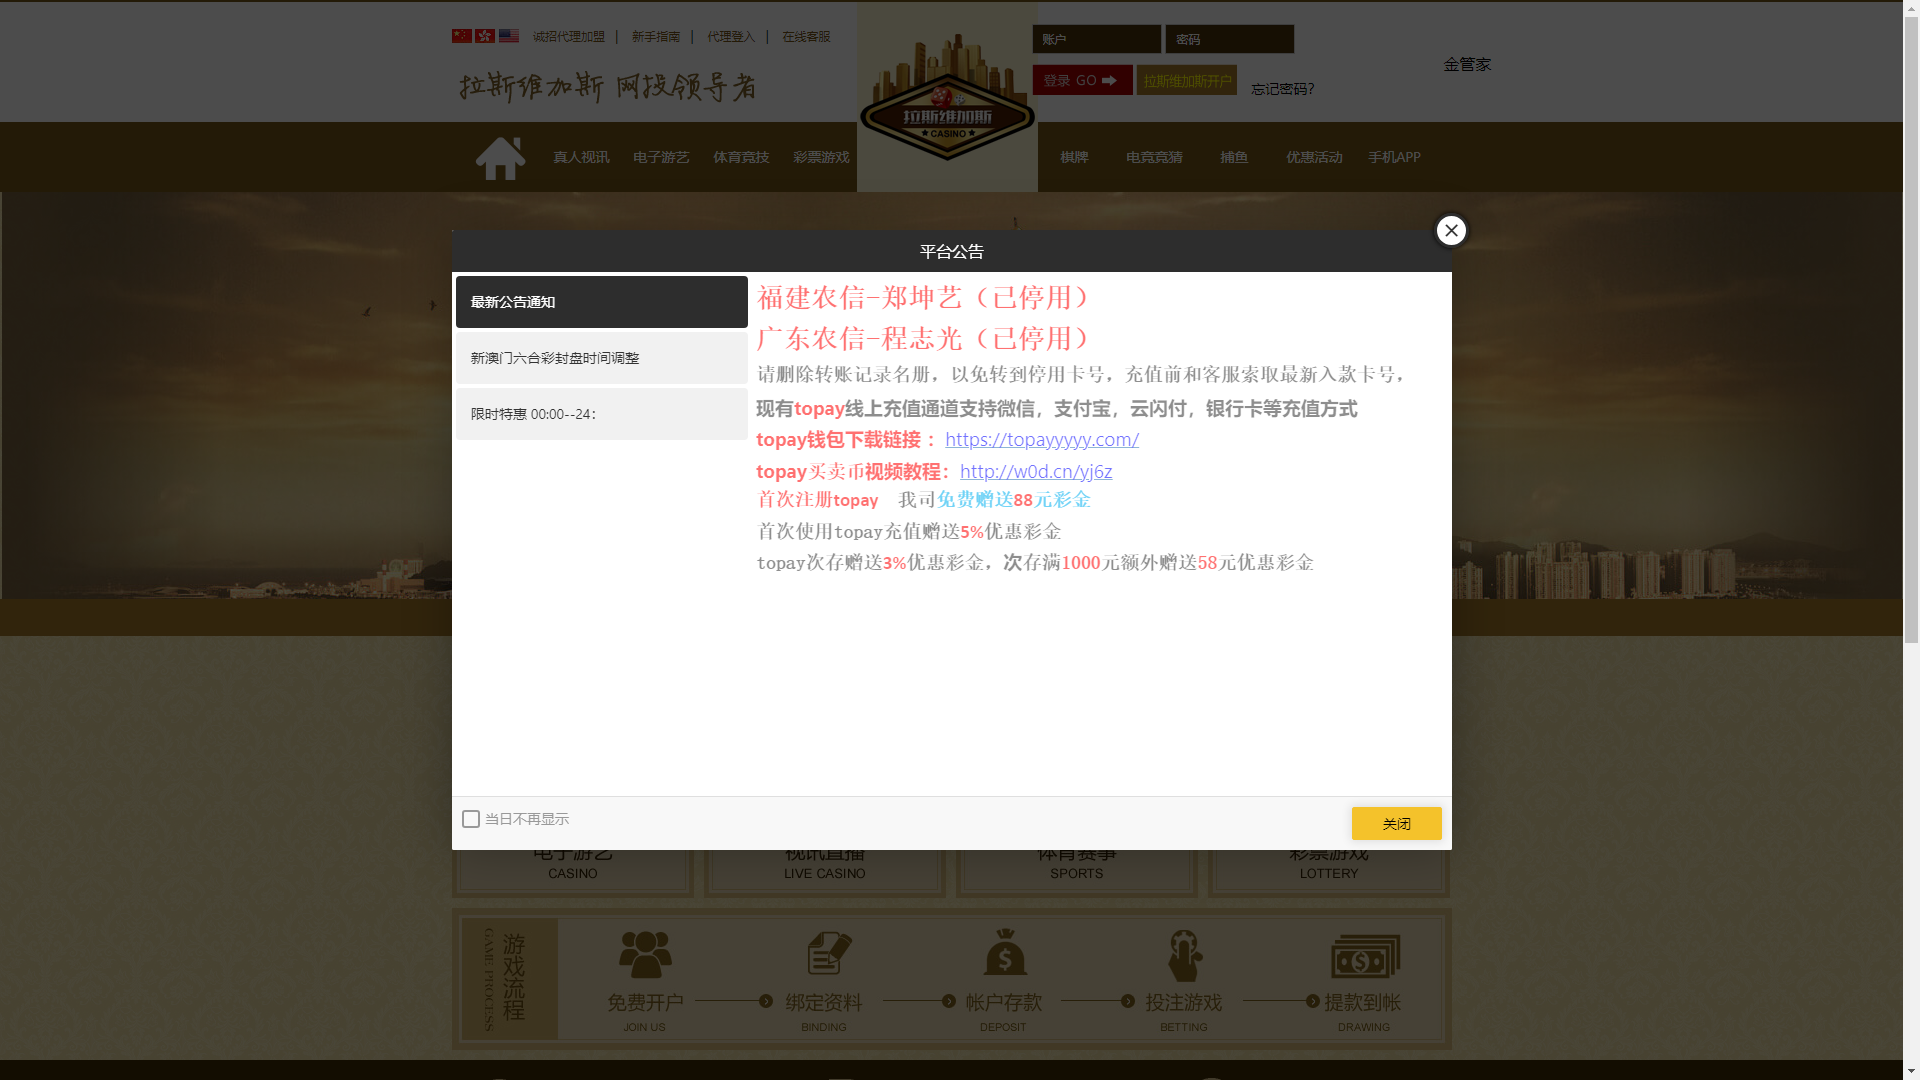 诚招代理加盟 | 新手指南 | 代理登入 | 在线客服
拉斯维加斯 网投领导者
拉斯维加斯
CASINO
账户
密码
登录 GO
拉斯维加斯开户
忘记密码?
金管家
真人视讯
电子游艺
体育竞技
彩票游戏
棋牌
电竞竞猜
捕鱼
优惠活动
手机APP
平台公告
最新公告通知
新澳门六合彩封盘时间调整
限时特惠 00:00--24:
福建农信-郑坤艺（已停用）
广东农信-程志光（已停用）
请删除转账记录名册，以免转到停用卡号，充值前和客服索取最新入款卡号，
现有topay线上充值通道支持微信，支付宝，云闪付，银行卡等充值方式
topay钱包下载链接 : https://topayyyyy.com/
topay买卖币视频教程：http://w0d.cn/yj6z
首次注册topay 我司免费赠送88元彩金
首次使用topay充值赠送5%优惠彩金
topay次存赠送3%优惠彩金，次存满1000元额外赠送58元优惠彩金
当日不再显示
关闭
电子游艺
CASINO
视讯直播
LIVE CASINO
体育赛事
SPORTS
彩票游戏
LOTTERY
游戏流程
GAME PROCESS
免费开户
JOIN US
绑定资料
BINDING
帐户存款
DEPOSIT
投注游戏
BETTING
提款到帐
DRAWING